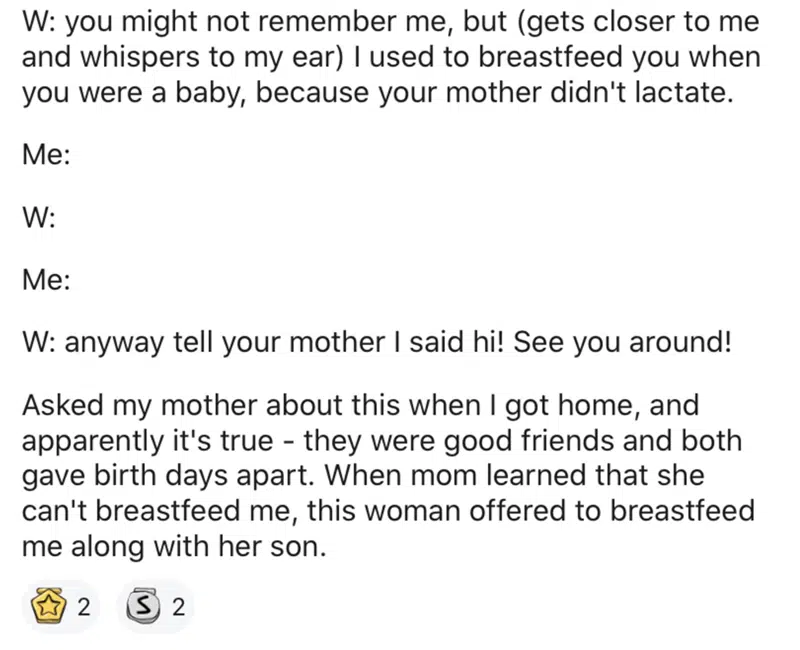 W: you might not remember me, but (gets closer to me
and whispers to my ear) I used to breastfeed you when
you were a baby, because your mother didn't lactate.
Me:
W:
Me:
W: anyway tell your mother I said hi! See you around!
Asked my mother about this when I got home, and
apparently it's true - they were good friends and both
gave birth days apart. When mom learned that she
can't breastfeed me, this woman offered to breastfeed
me along with her son.
2 S 2